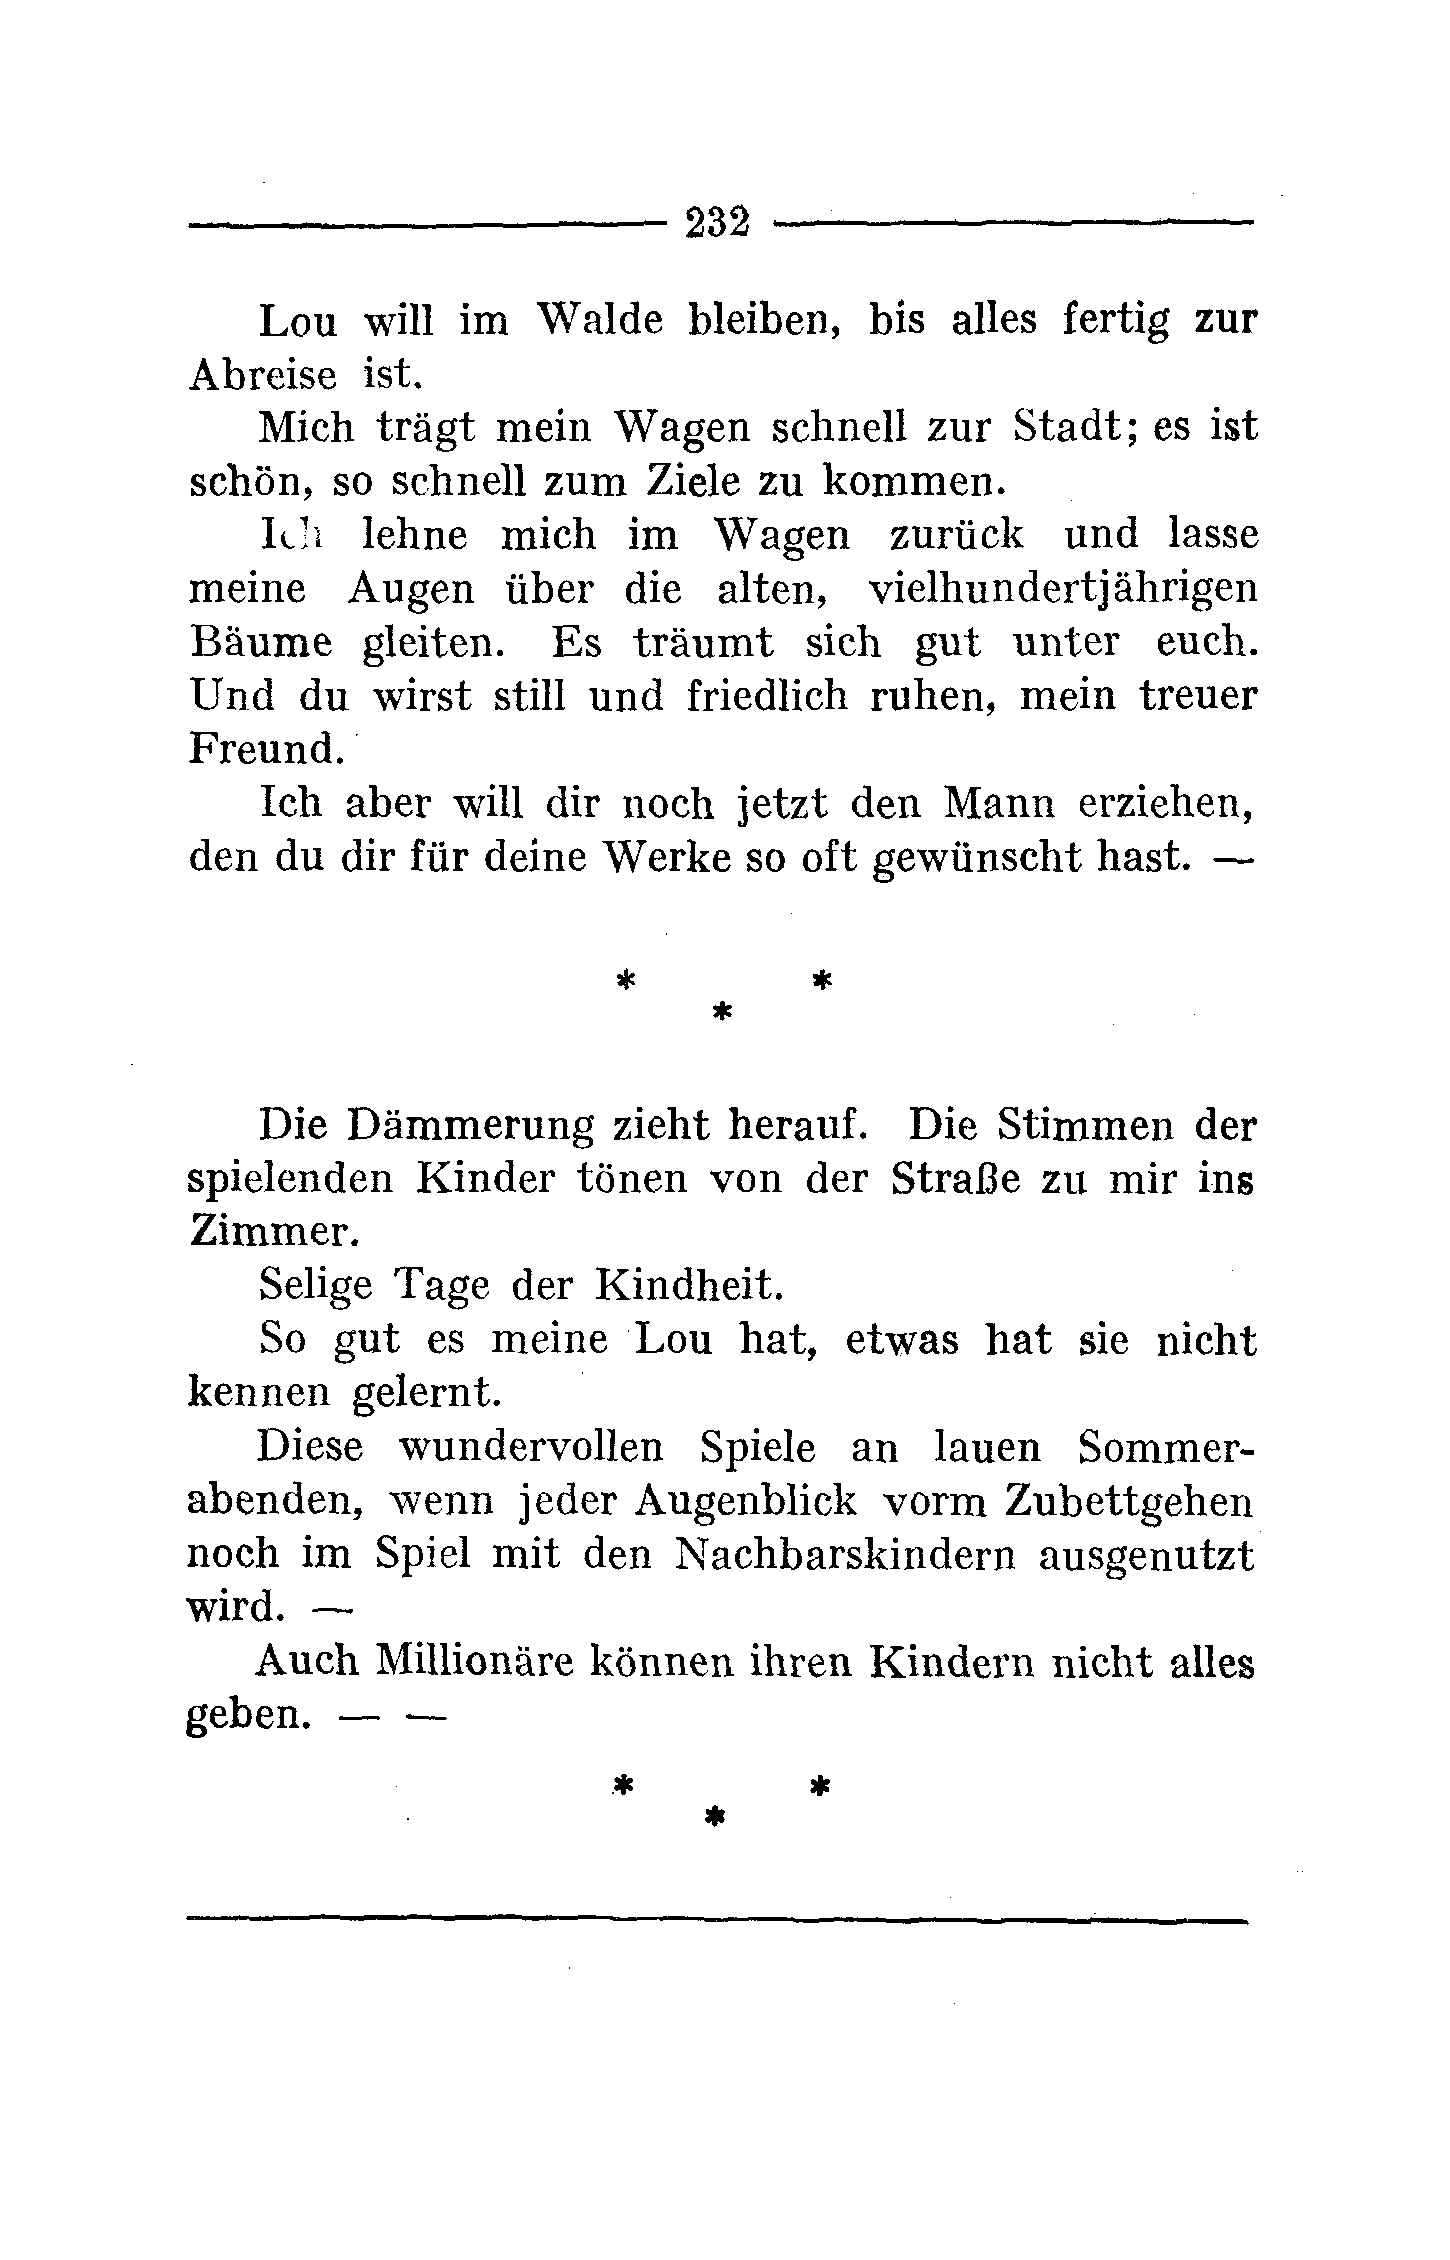 232
Lou will im Walde bleiben, bis alles fertig zur
Abreise ist.
Mich trägt mein Wagen schnell zur Stadt; es ist
schön, so schnell zum Ziele zu kommen.
Ich lehne mich im Wagen zurück und lasse
meine Augen über die alten, vielhundertjährigen
Bäume gleiten. Es träumt sich gut unter euch.
Und du wirst still und friedlich ruhen, mein treuer
Freund.
Ich aber will dir noch jetzt den Mann erziehen,
den du dir für deine Werke so oft gewünscht hast. —
* *
*
Die Dämmerung zieht herauf. Die Stimmen der
spielenden Kinder tönen von der Straße zu mir ins
Zimmer.
Selige Tage der Kindheit.
So gut es meine Lou hat, etwas hat sie nicht
kennen gelernt.
Diese wundervollen Spiele an lauen Sommer-
abenden, wenn jeder Augenblick vorm Zubettgehen
noch im Spiel mit den Nachbarskindern ausgenutzt
wird. —
Auch Millionäre können ihren Kindern nicht alles
geben. — —
* *
*